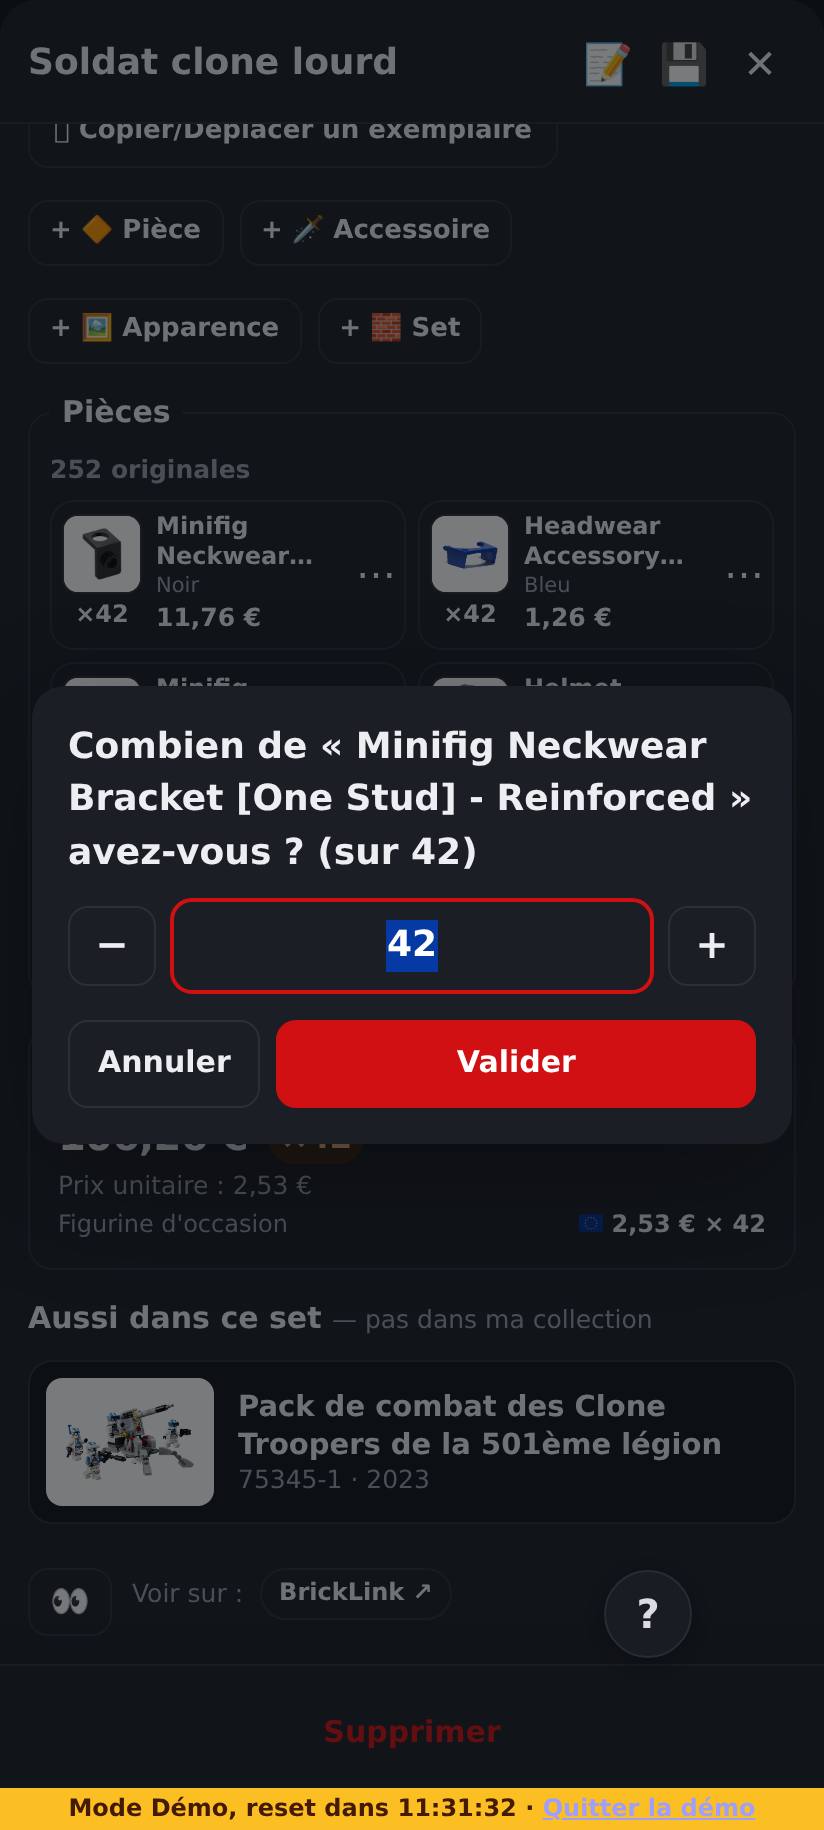 Soldat clone lourd
Copier/Déplacer un exemplaire
+ Pièce
+ Accessoire
+ Apparence
+ Set
Pièces
252 originales
Minifig
Neckwear...
Noir
×42
11,76 €
...
Headwear
Accessory...
Bleu
×42
1,26 €
...
Minifig
Helmet
Combien de « Minifig Neckwear
Bracket [One Stud] - Reinforced »
avez-vous ? (sur 42)
−
42
+
Annuler
Valider
Prix unitaire : 2,53 €
Figurine d'occasion
2,53 € × 42
Aussi dans ce set — pas dans ma collection
Pack de combat des Clone
Troopers de la 501ème légion
75345-1 · 2023
Voir sur :
BrickLink ↗
?
Supprimer
Mode Démo, reset dans 11:31:32 · Quitter la démo